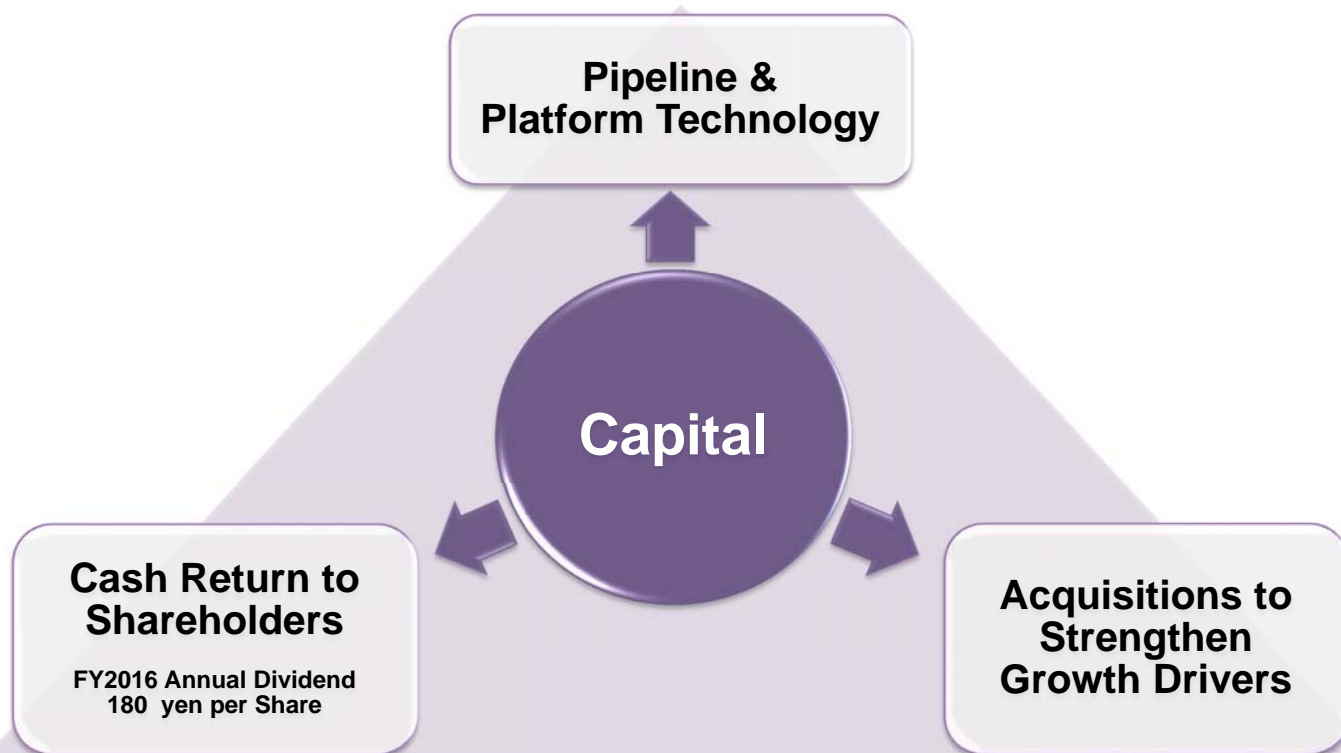 Pipeline &
Platform Technology
Capital
Cash Return to
Shareholders
FY2016 Annual Dividend
180 yen per Share
Acquisitions to
Strengthen
Growth Drivers